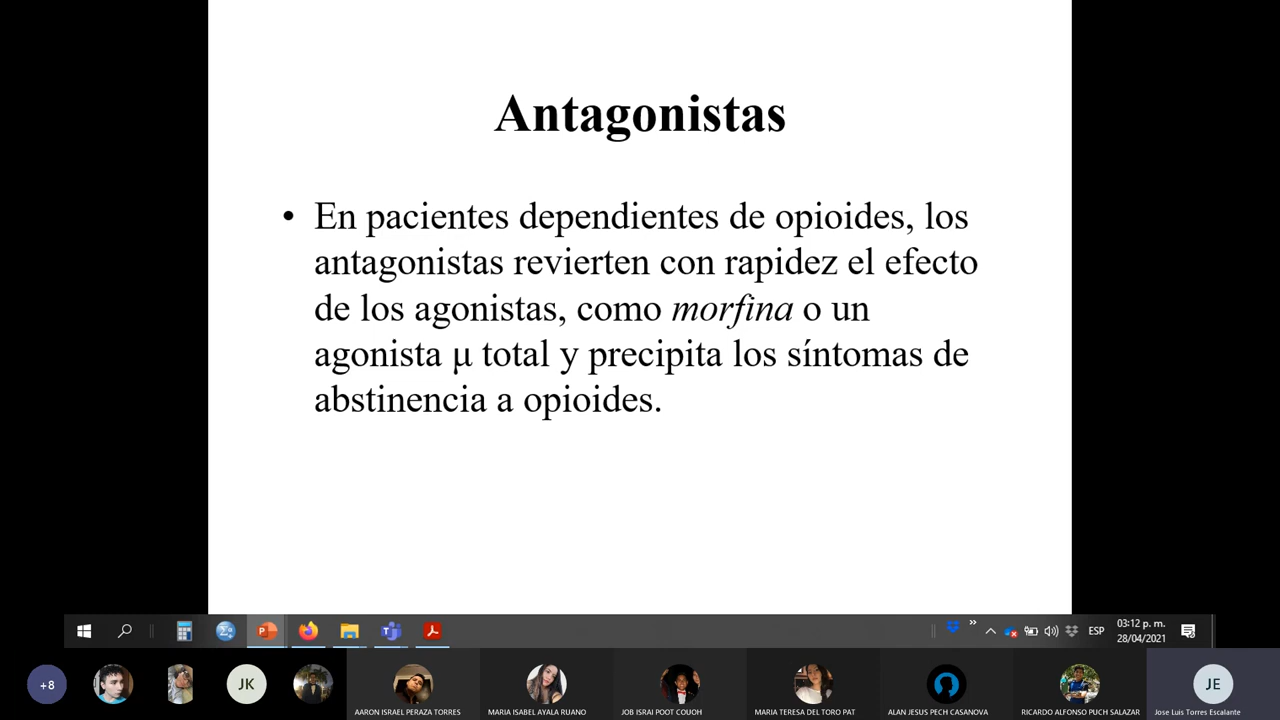 Antagonistas
• En pacientes dependientes de opioides, los
antagonistas revierten con rapidez el efecto
de los agonistas, como morfina o un
agonista μ total y precipita los síntomas de
abstinencia a opioides.
ESP
03:12 p. m.
28/04/2021
+8
JK
AARON ISRAEL PERAZA TORRES
MARIA ISABEL AYALA RUANO
JOB ISRAI POOT COUOH
MARIA TERESA DEL TORO PAT
ALAN JESUS PECH CASANOVA
RICARDO ALFONSO PUCH SALAZAR
JE
Jose Luis Torres Escalante